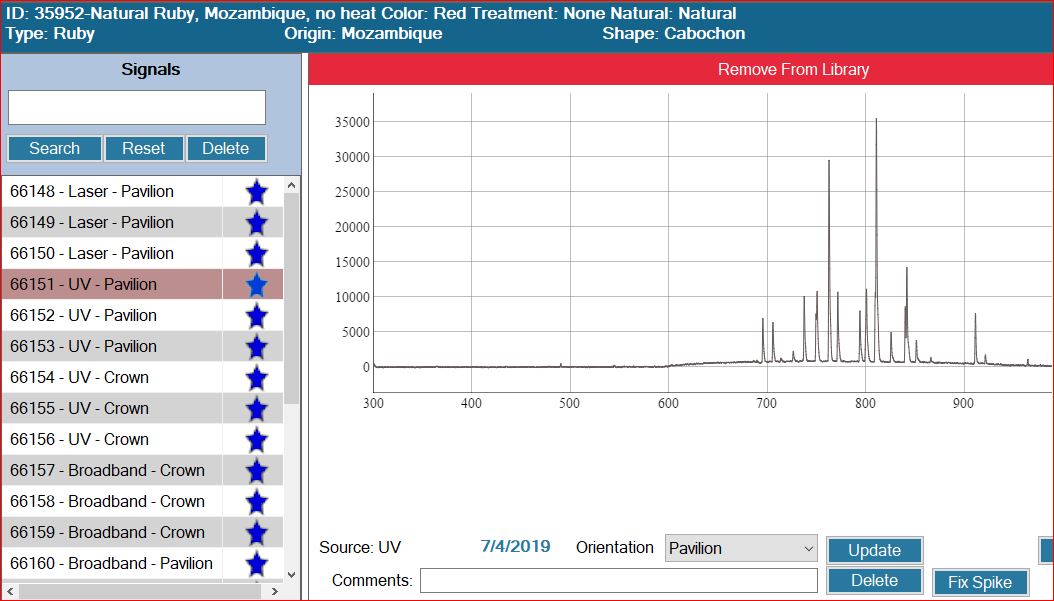 ID: 35952-Natural Ruby, Mozambique, no heat Color: Red Treatment: None Natural: Natural
Type: Ruby Origin: Mozambique Shape: Cabochon
Signals
Remove From Library
Search Reset Delete
66148 - Laser - Pavilion
66149 - Laser - Pavilion
66150 - Laser - Pavilion
66151 - UV - Pavilion
66152 - UV - Pavilion
66153 - UV - Pavilion
66154 - UV - Crown
66155 - UV - Crown
66156 - UV - Crown
66157 - Broadband - Crown
66158 - Broadband - Crown
66159 - Broadband - Crown
66160 - Broadband - Pavilion
35000
30000
25000
20000
15000
10000
5000
0
300 400 500 600 700 800 900
Source: UV 7/4/2019 Orientation Pavilion Update
Comments: Delete Fix Spike